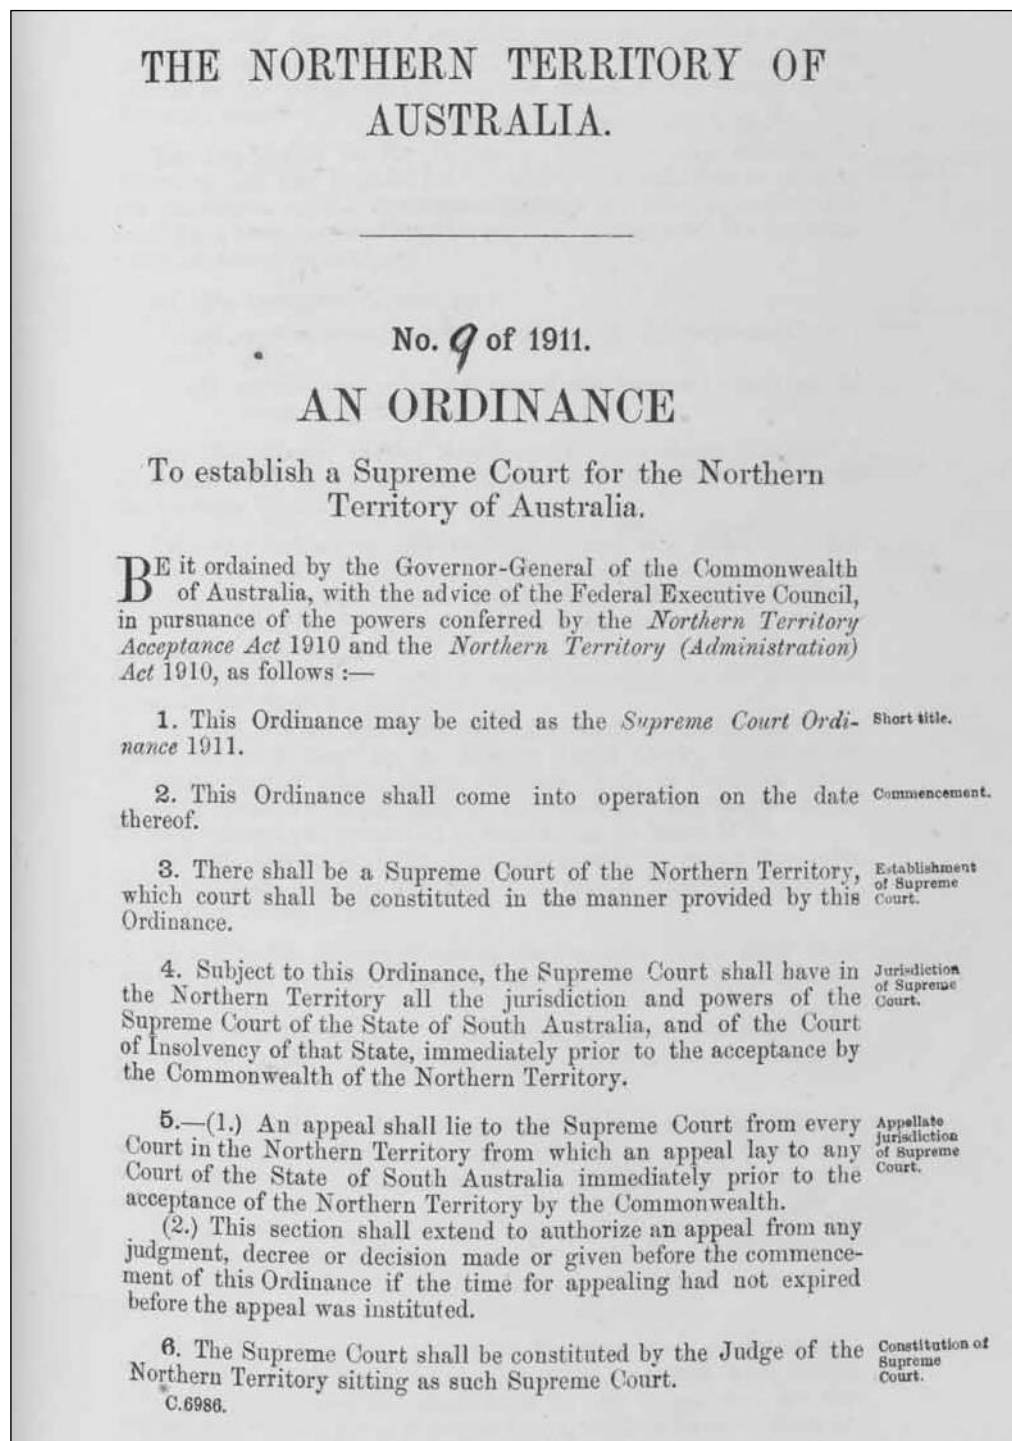 THE NORTHERN TERRITORY OF
AUSTRALIA.
No. 9 of 1911.
AN ORDINANCE
To establish a Supreme Court for the Northern
Territory of Australia.
BE it ordained by the Governor-General of the Commonwealth
of Australia, with the advice of the Federal Executive Council,
in pursuance of the powers conferred by the Northern Territory
Acceptance Act 1910 and the Northern Territory (Administration)
Act 1910, as follows :—
1. This Ordinance may be cited as the Supreme Court Ordi-
nance 1911.
Short title.
2. This Ordinance shall come into operation on the date
thereof.
Commencement.
3. There shall be a Supreme Court of the Northern Territory,
which court shall be constituted in the manner provided by this
Ordinance.
Establishment
of Supreme
Court.
4. Subject to this Ordinance, the Supreme Court shall have in
the Northern Territory all the jurisdiction and powers of the
Supreme Court of the State of South Australia, and of the Court
of Insolvency of that State, immediately prior to the acceptance by
the Commonwealth of the Northern Territory.
Jurisdiction
of Supreme
Court.
5.—(1.) An appeal shall lie to the Supreme Court from every
Court in the Northern Territory from which an appeal lay to any
Court of the State of South Australia immediately prior to the
acceptance of the Northern Territory by the Commonwealth.
Appellate
jurisdiction
of Supreme
Court.
(2.) This section shall extend to authorize an appeal from any
judgment, decree or decision made or given before the commence-
ment of this Ordinance if the time for appealing had not expired
before the appeal was instituted.
6. The Supreme Court shall be constituted by the Judge of the
Northern Territory sitting as such Supreme Court.
Constitution of
Supreme
Court.
C.6986.